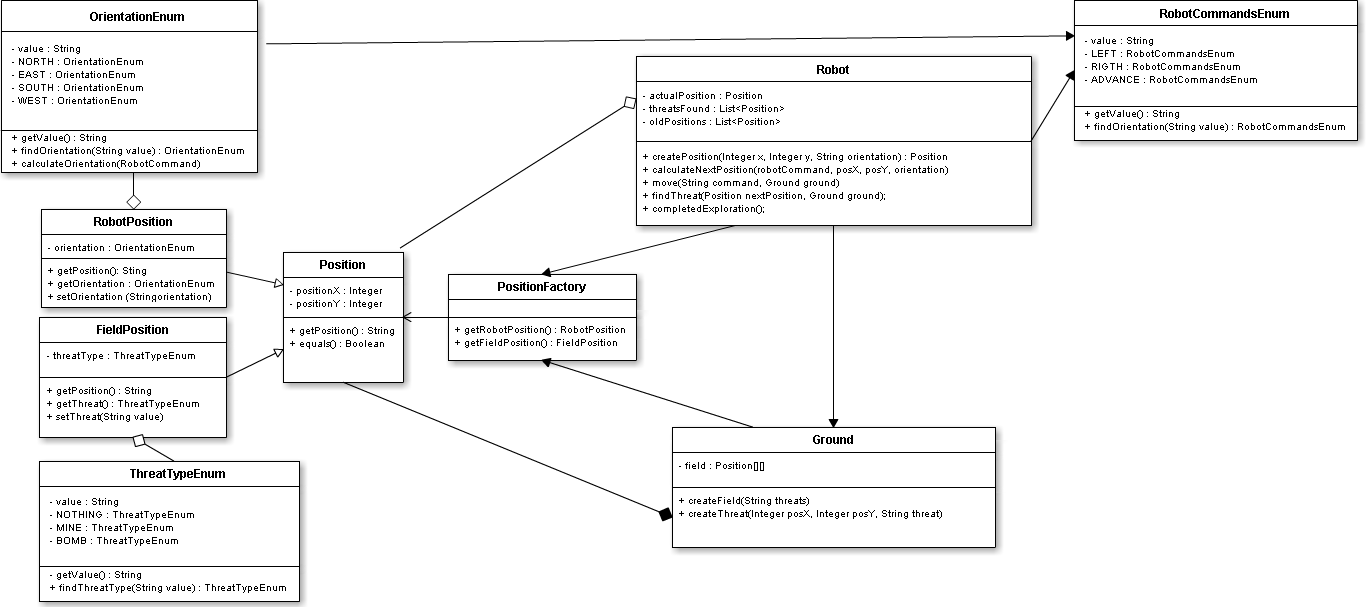 OrientationEnum
- value : String
- NORTH : OrientationEnum
- EAST : OrientationEnum
- SOUTH : OrientationEnum
- WEST : OrientationEnum
+ getValue() : String
+ findOrientation(String value) : OrientationEnum
+ calculateOrientation(RobotCommand)
RobotCommandsEnum
- value : String
- LEFT : RobotCommandsEnum
- RIGTH : RobotCommandsEnum
- ADVANCE : RobotCommandsEnum
+ getValue() : String
+ findOrientation(String value) : RobotCommandsEnum
Robot
- actualPosition : Position
- threatsFound : List<Position>
- oldPositions : List<Position>
+ createPosition(Integer x, Integer y, String orientation) : Position
+ calculateNextPosition(robotCommand, posX, posY, orientation)
+ move(String command, Ground ground)
+ findThreat(Position nextPosition, Ground ground);
+ completedExploration();
RobotPosition
- orientation : OrientationEnum
+ getPosition(): Sting
+ getOrientation : OrientationEnum
+ setOrientation (Stringorientation)
Position
- positionX : Integer
- positionY : Integer
+ getPosition() : String
+ equals() : Boolean
PositionFactory
+ getRobotPosition() : RobotPosition
+ getFieldPosition() : FieldPosition
FieldPosition
- threatType : ThreatTypeEnum
+ getPosition() : String
+ getThreat() : ThreatTypeEnum
+ setThreat(String value)
Ground
- field : Position[][]
+ createField(String threats)
+ createThreat(Integer posX, Integer posY, String threat)
ThreatTypeEnum
- value : String
- NOTHING : ThreatTypeEnum
- MINE : ThreatTypeEnum
- BOMB : ThreatTypeEnum
- getValue() : String
+ findThreatType(String value) : ThreatTypeEnum